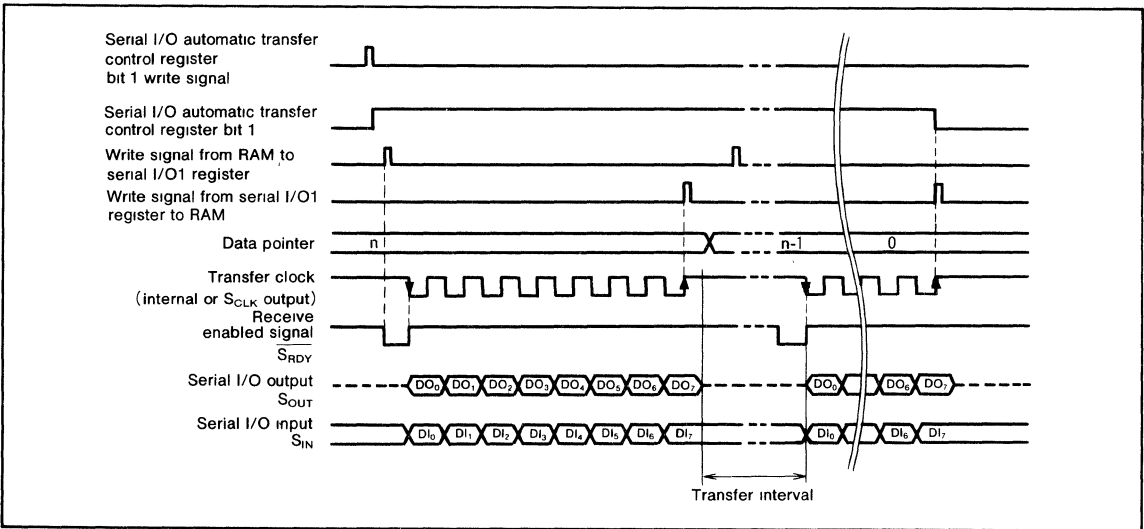 Serial I/O automatic transfer
control register
bit 1 write signal
Serial I/O automatic transfer
control register bit 1
Write signal from RAM to
serial I/O1 register
Write signal from serial I/O1
register to RAM
Data pointer
n
n-1
0
Transfer clock
(internal or SCLK output)
Receive
enabled signal
SRDY
Serial I/O output
SOUT
DO₀ DO₁ DO₂ DO₃ DO₄ DO₅ DO₆ DO₇ DO₀ DO₆ DO₇
Serial I/O input
SIN
DI₀ DI₁ DI₂ DI₃ DI₄ DI₅ DI₆ DI₇ DI₀ DI₆ DI₇
Transfer interval